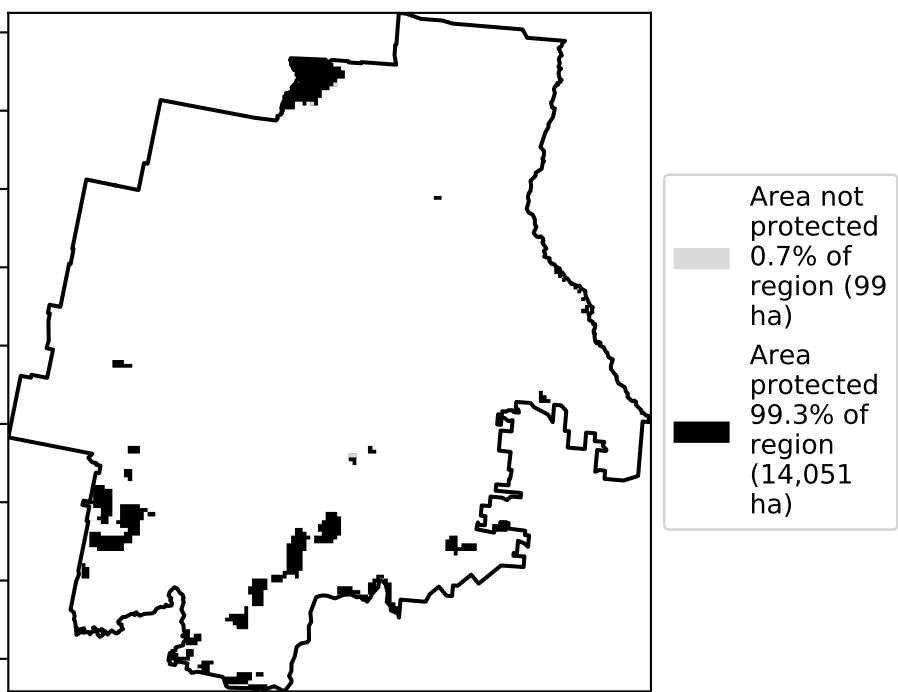 Area not
protected
0.7% of
region (99
ha)
Area
protected
99.3% of
region
(14,051
ha)